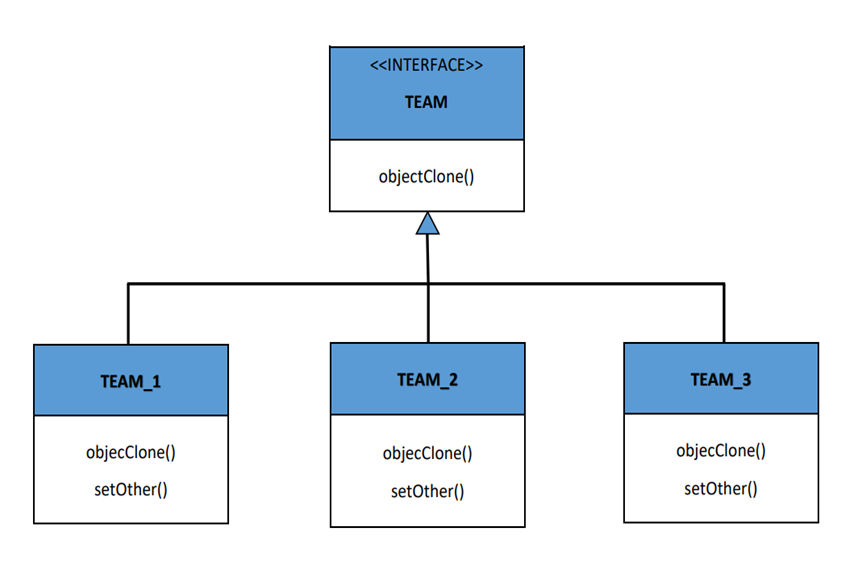 <<INTERFACE>>
TEAM
objectClone()
TEAM_1
objecClone()
setOther()
TEAM_2
objecClone()
setOther()
TEAM_3
objecClone()
setOther()